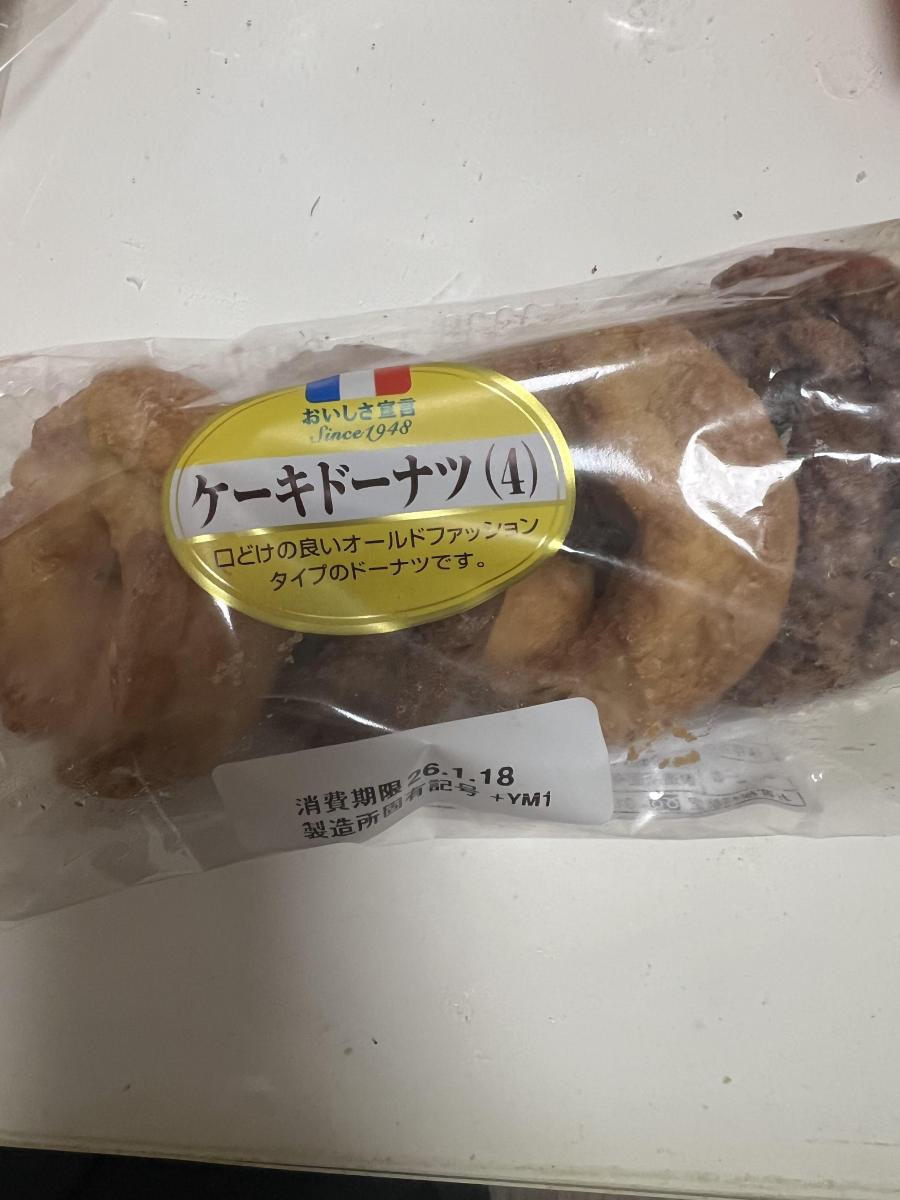 おいしさ宣言
Since1948
ケーキドーナツ(4)
口どけの良いオールドファッション
タイプのドーナツです。
消費期限 26.1.18
製造所固有記号 +YM1